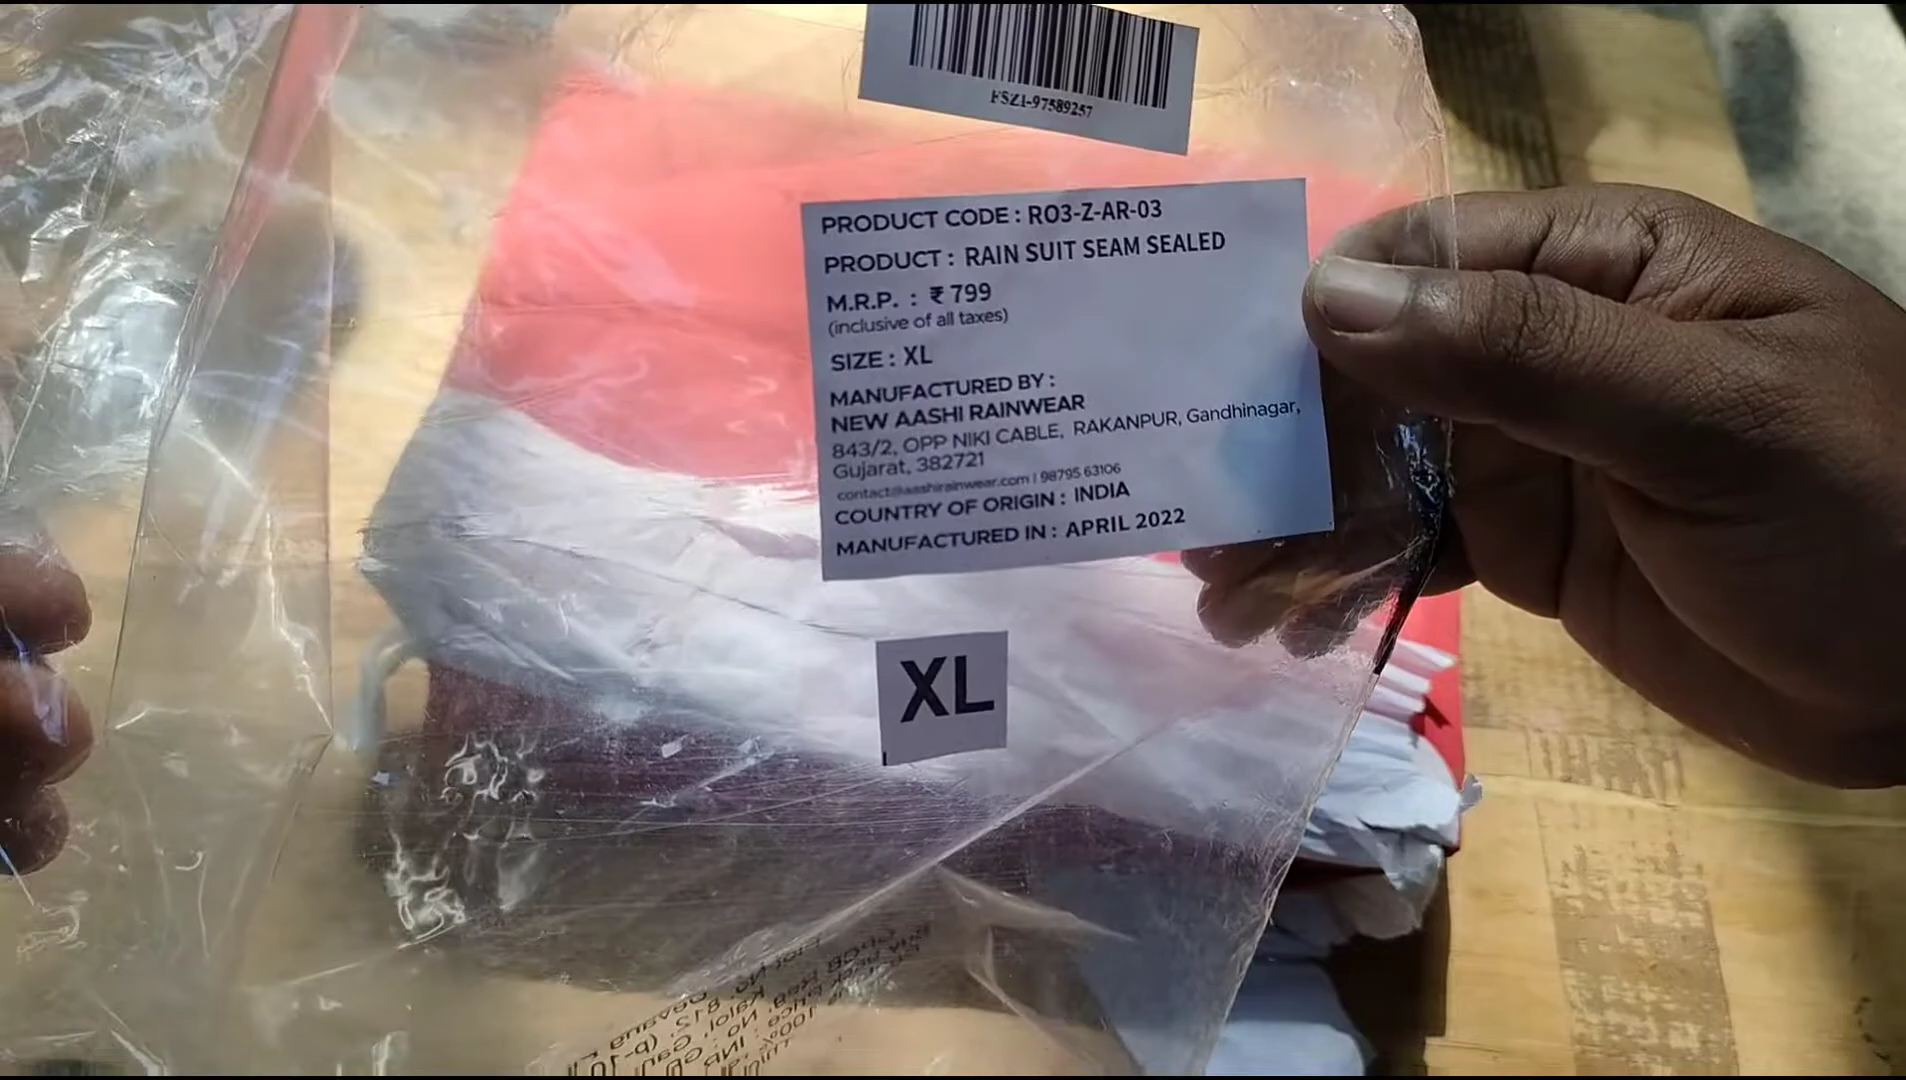 FSZ1-97589257
PRODUCT CODE : RO3-Z-AR-03
PRODUCT : RAIN SUIT SEAM SEALED
M.R.P. : ₹ 799
(inclusive of all taxes)
SIZE : XL
MANUFACTURED BY :
NEW AASHI RAINWEAR
843/2, OPP NIKI CABLE, RAKANPUR, Gandhinagar,
Gujarat, 382721
contact@aashirainwear.com | 98795 63106
COUNTRY OF ORIGIN : INDIA
MANUFACTURED IN : APRIL 2022
XL